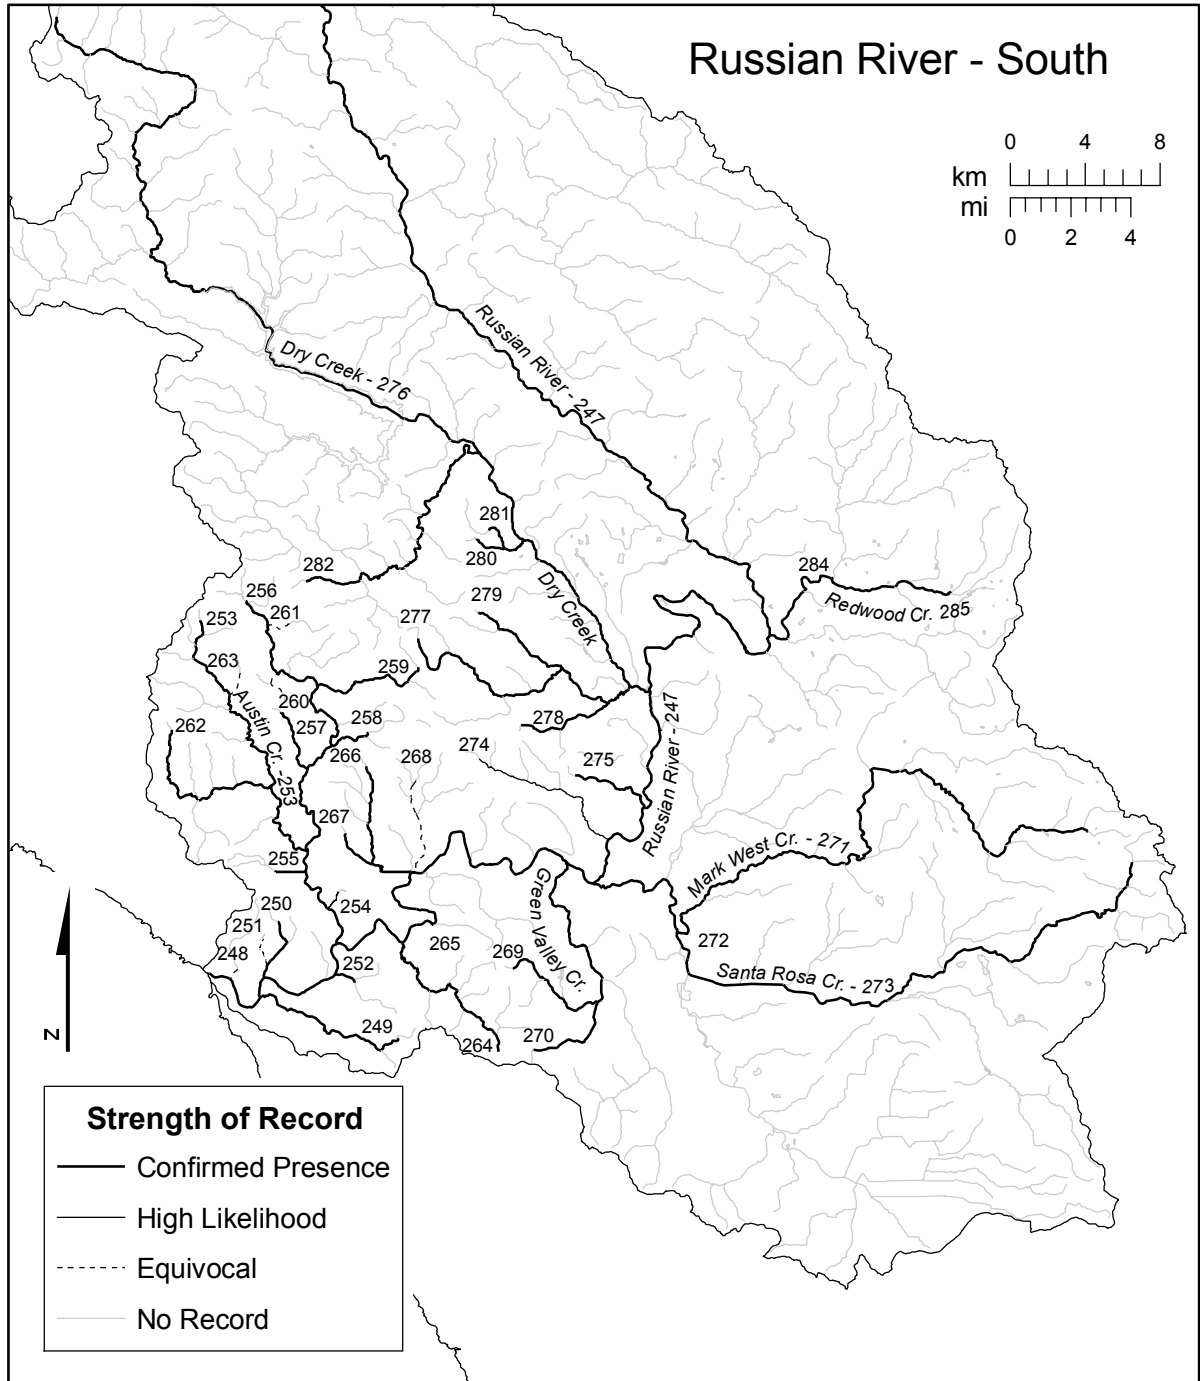 Russian River - South
0 4 8
km
mi
0 2 4
Russian River - 247
Dry Creek - 276
281
280
282
284
Redwood Cr. 285
Dry Creek
256
261
253
279
277
263
259
260
262
257
258
278
Austin Cr. - 253
266
268
274
275
Russian River - 247
267
Mark West Cr. - 271
255
250
254
Green Valley Cr.
251
248
252
265
269
272
Santa Rosa Cr. - 273
249
264
270
N
Strength of Record
Confirmed Presence
High Likelihood
Equivocal
No Record